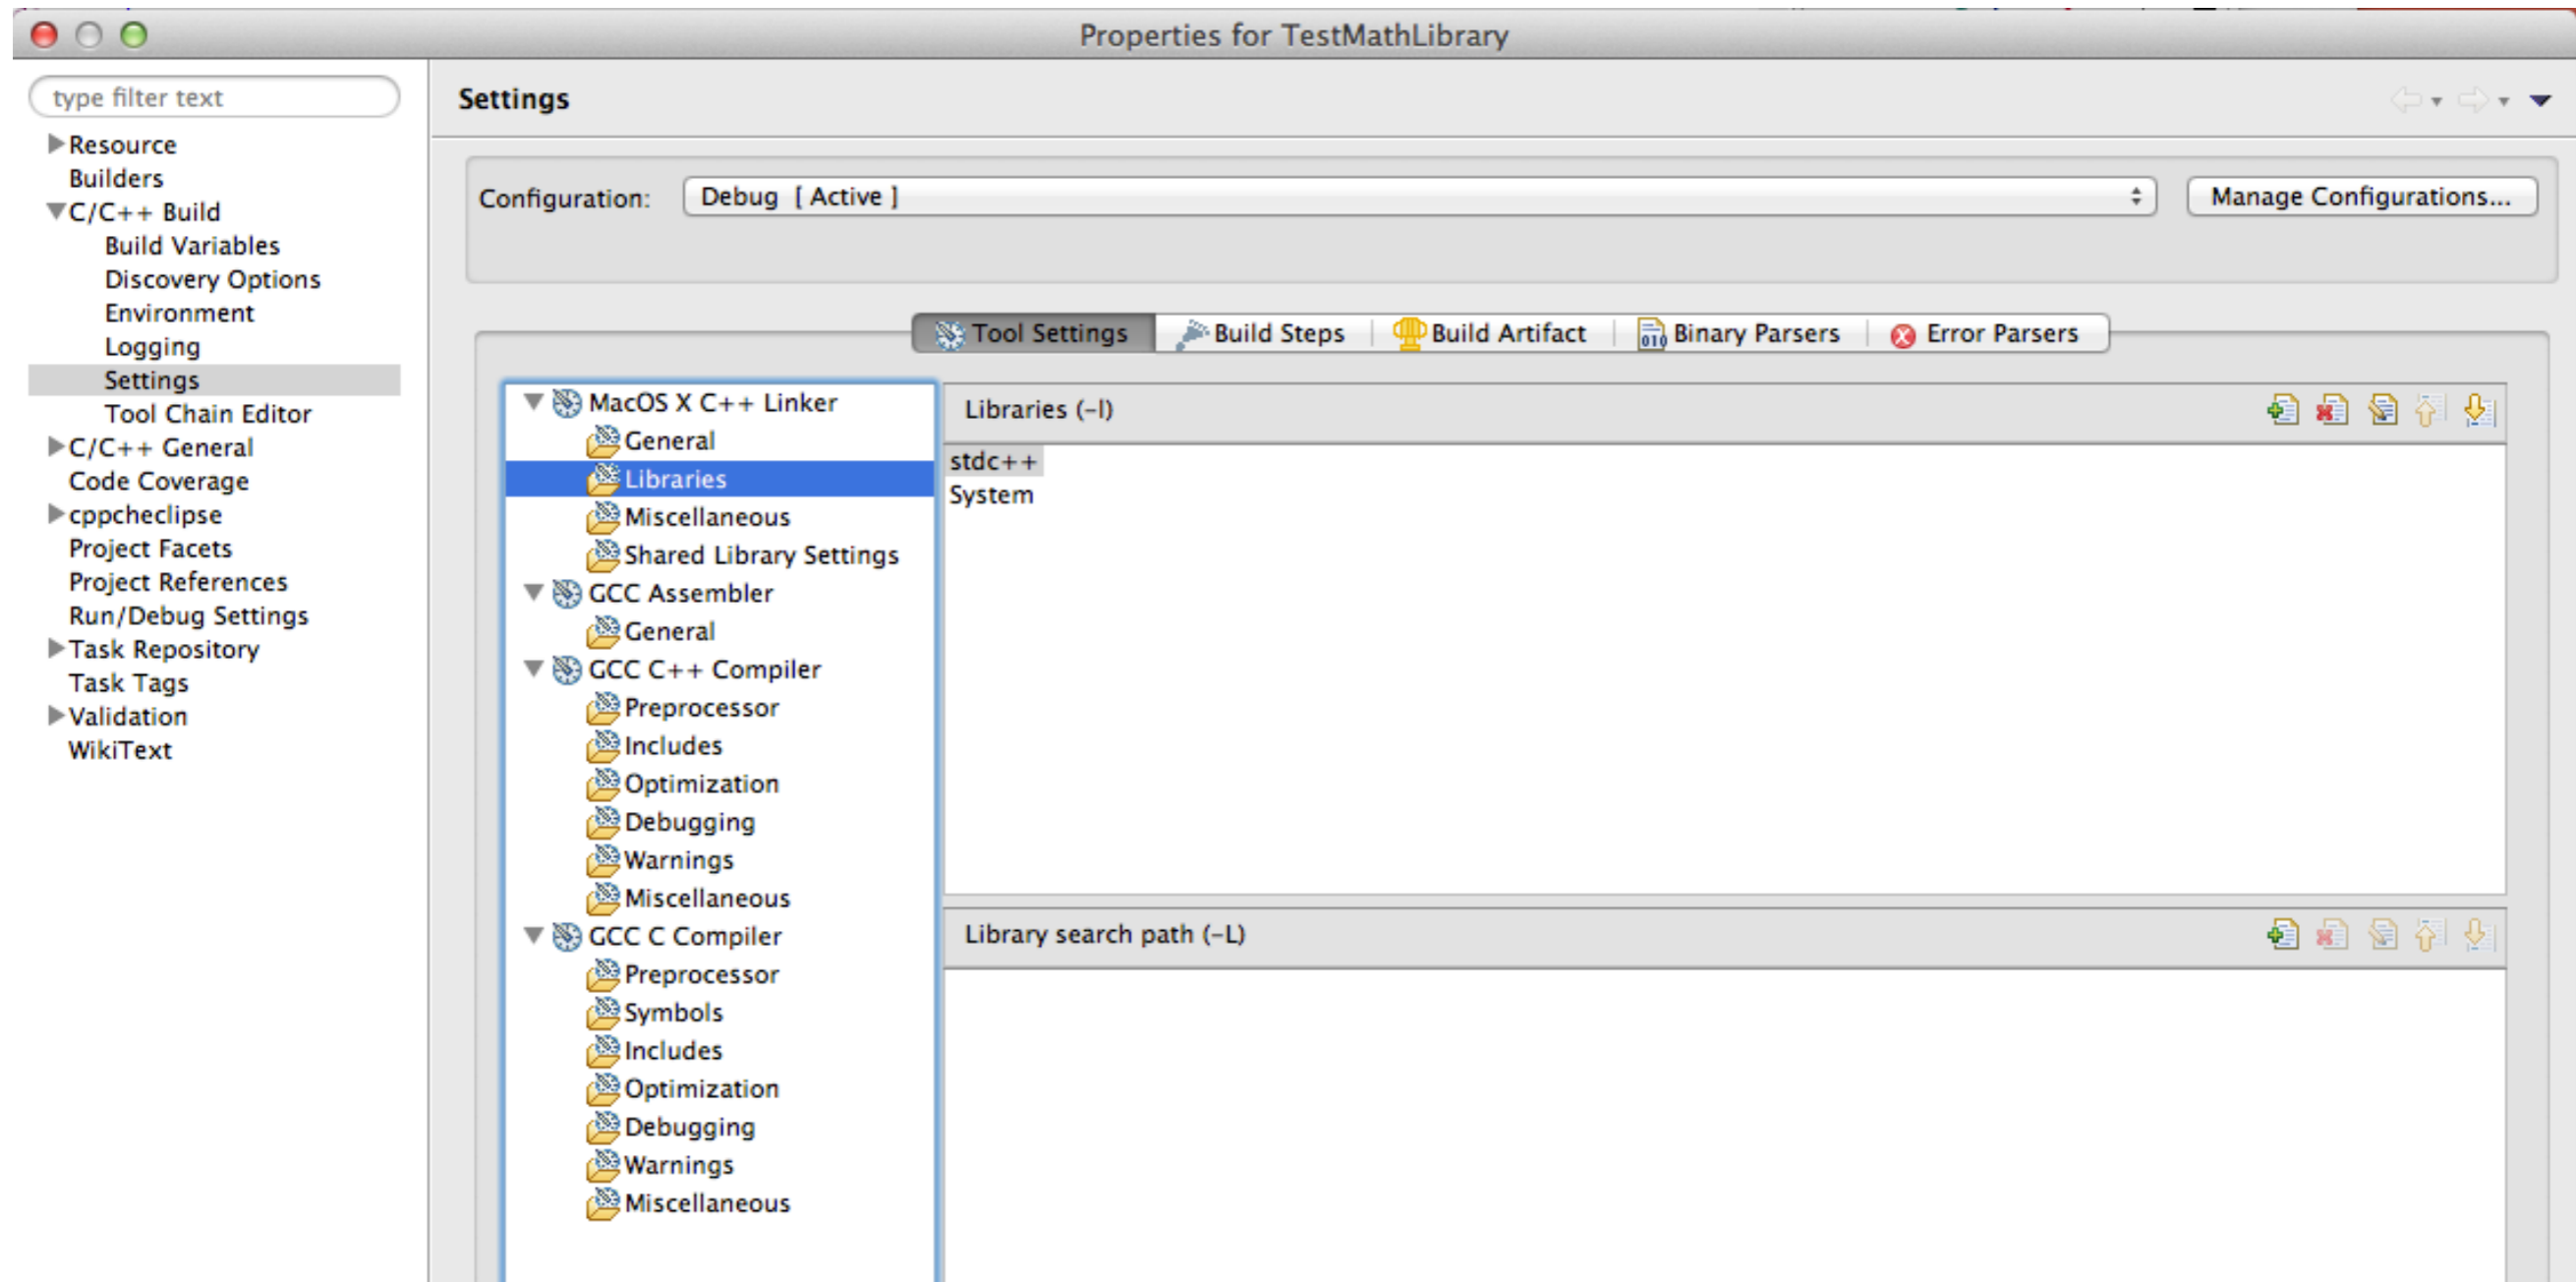 Properties for TestMathLibrary
type filter text
Resource
Builders
C/C++ Build
Build Variables
Discovery Options
Environment
Logging
Settings
Tool Chain Editor
C/C++ General
Code Coverage
cppcheclipse
Project Facets
Project References
Run/Debug Settings
Task Repository
Task Tags
Validation
WikiText
Settings
Configuration: Debug [ Active ] Manage Configurations...
Tool Settings Build Steps Build Artifact Binary Parsers Error Parsers
MacOS X C++ Linker
General
Libraries
Miscellaneous
Shared Library Settings
GCC Assembler
General
GCC C++ Compiler
Preprocessor
Includes
Optimization
Debugging
Warnings
Miscellaneous
GCC C Compiler
Preprocessor
Symbols
Includes
Optimization
Debugging
Warnings
Miscellaneous
Libraries (-l)
stdc++
System
Library search path (-L)